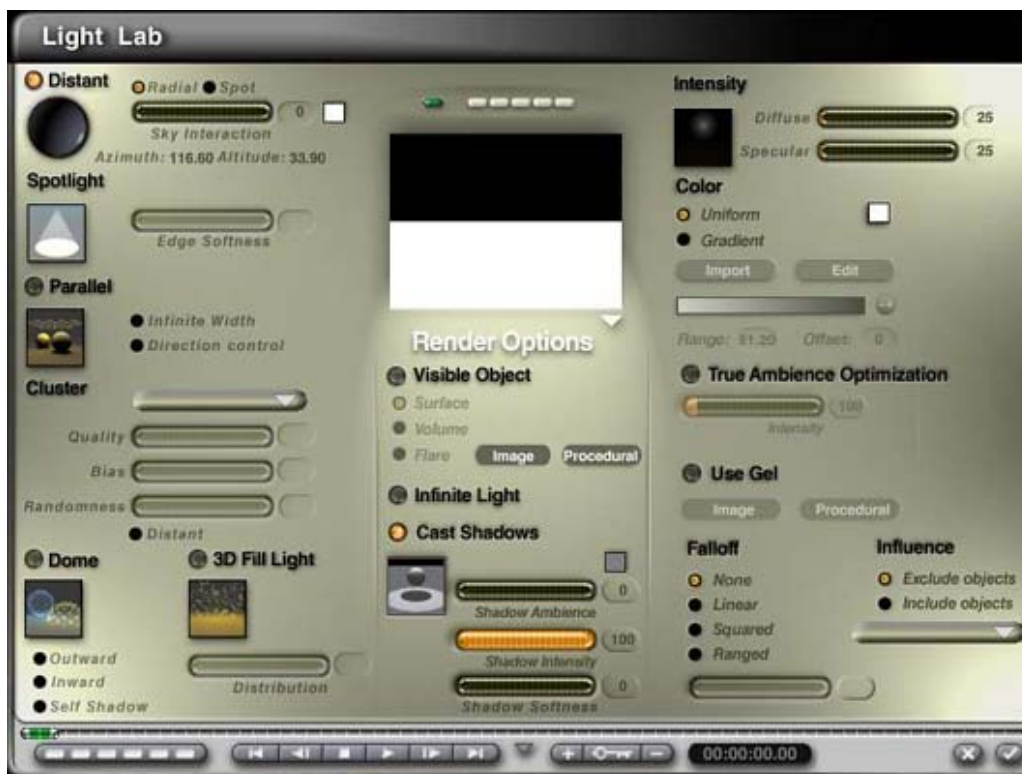 Light Lab
Distant
Radial Spot
0
Sky Interaction
Azimuth: 116.60 Altitude: 33.90
Spotlight
Edge Softness
Parallel
Infinite Width
Direction control
Cluster
Quality
Bias
Randomness
Distant
Dome
3D Fill Light
Outward
Inward
Self Shadow
Distribution
Render Options
Visible Object
Surface
Volume
Flare Image Procedural
Infinite Light
Cast Shadows
0
Shadow Ambience
100
Shadow Intensity
0
Shadow Softness
Intensity
Diffuse 25
Specular 25
Color
Uniform
Gradient
Import Edit
Range: 51.20 Offset: 0
True Ambience Optimization
100
Intensity
Use Gel
Image Procedural
Falloff
None
Linear
Squared
Ranged
Influence
Exclude objects
Include objects
00:00:00.00